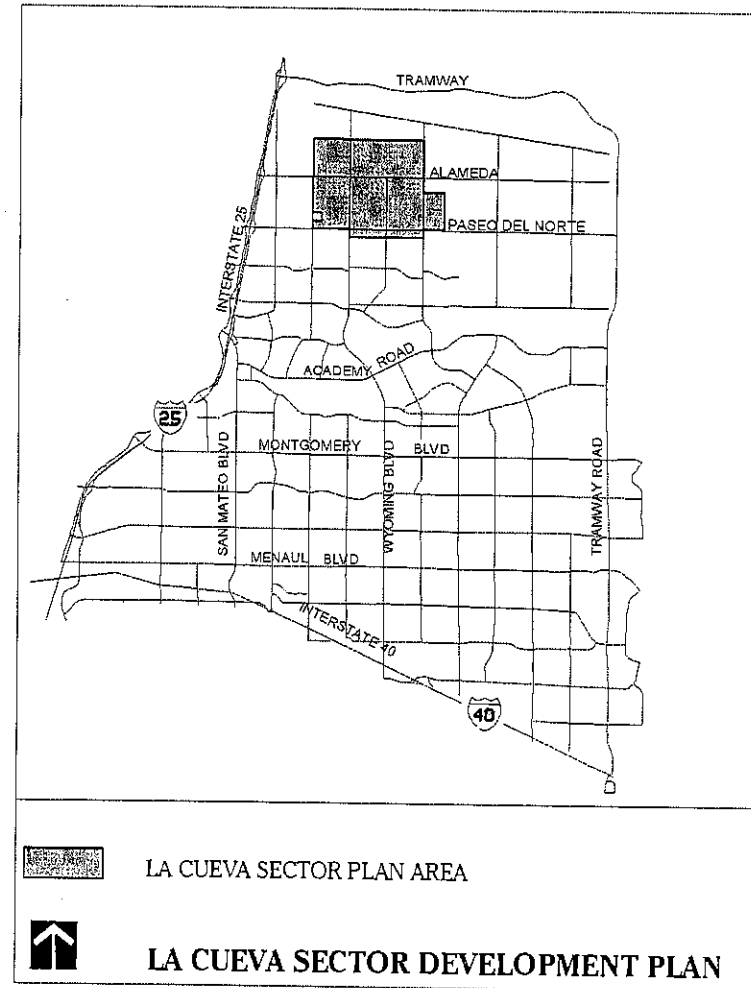 TRAMWAY
ALAMEDA
PASEO DEL NORTE
INTERSTATE 25
ACADEMY ROAD
25
MONTGOMERY BLVD
SAN MATEO BLVD
WYOMING BLVD
TRAMWAY ROAD
MENAUL BLVD
INTERSTATE 40
40
LA CUEVA SECTOR PLAN AREA
LA CUEVA SECTOR DEVELOPMENT PLAN